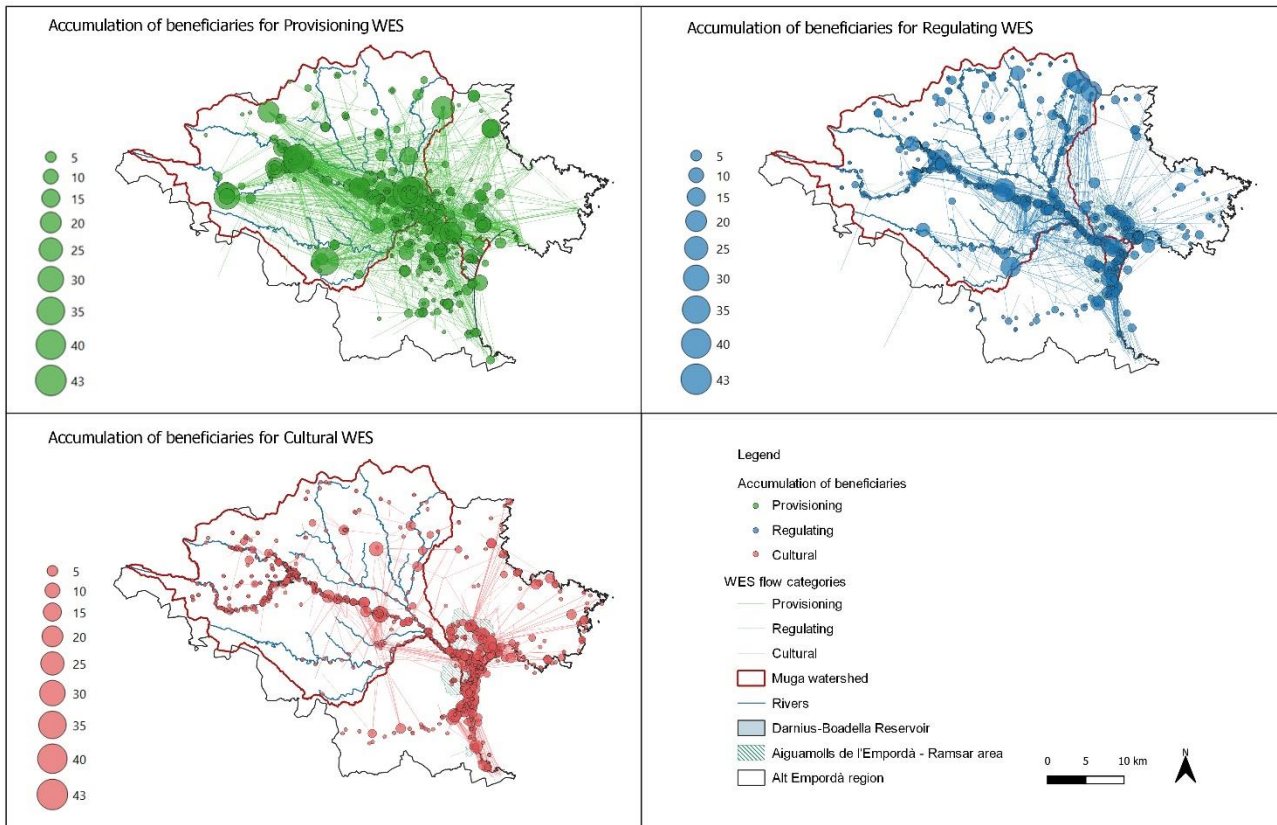 Accumulation of beneficiaries for Provisioning WES
5
10
15
20
25
30
35
40
43
Accumulation of beneficiaries for Regulating WES
5
10
15
20
25
30
35
40
43
Accumulation of beneficiaries for Cultural WES
5
10
15
20
25
30
35
40
43
Legend
Accumulation of beneficiaries
Provisioning
Regulating
Cultural
WES flow categories
Provisioning
Regulating
Cultural
Muga watershed
Rivers
Darnius-Boadella Reservoir
Aiguamolls de l'Empordà - Ramsar area
Alt Empordà region
0 5 10 km
N